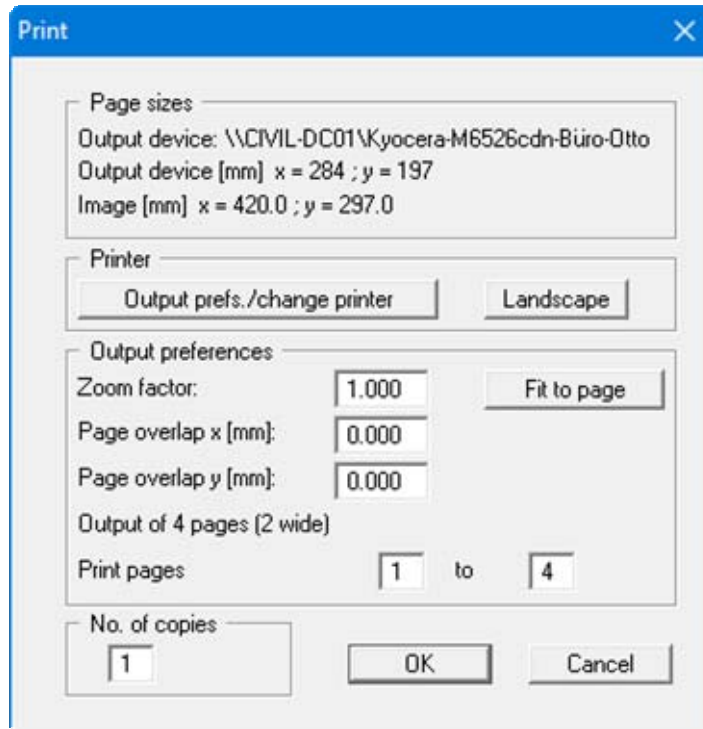 Print
Page sizes
Output device: \\CIVIL-DC01\Kyocera-M6526cdn-Büro-Otto
Output device [mm] x = 284 ; y = 197
Image [mm] x = 420.0 ; y = 297.0
Printer
Output prefs./change printer Landscape
Output preferences
Zoom factor: 1.000 Fit to page
Page overlap x [mm]: 0.000
Page overlap y [mm]: 0.000
Output of 4 pages (2 wide)
Print pages 1 to 4
No. of copies
1 OK Cancel